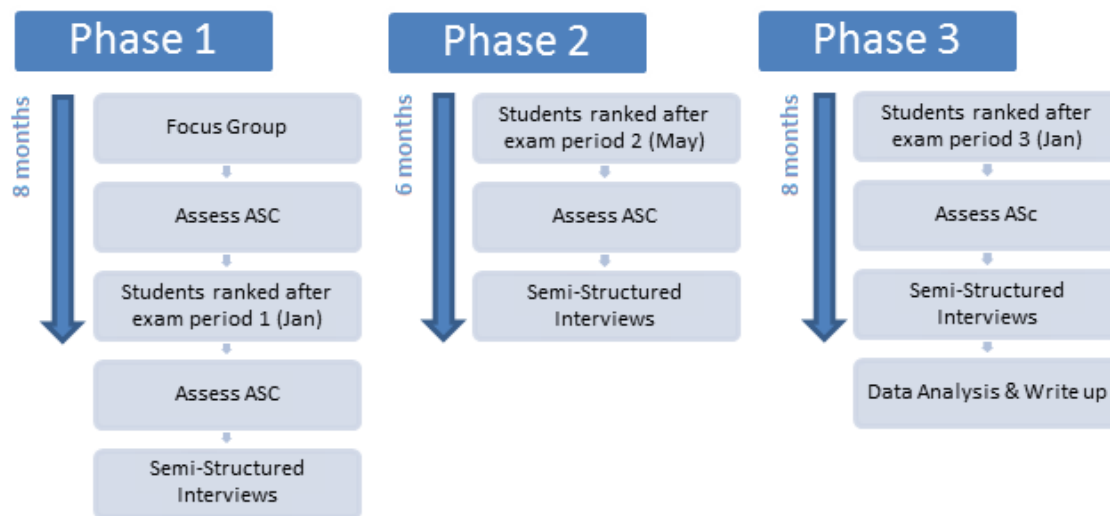 Phase 1
8 months
Focus Group
Assess ASC
Students ranked after
exam period 1 (Jan)
Assess ASC
Semi-Structured
Interviews
Phase 2
6 months
Students ranked after
exam period 2 (May)
Assess ASC
Semi-Structured
Interviews
Phase 3
8 months
Students ranked after
exam period 3 (Jan)
Assess ASc
Semi-Structured
Interviews
Data Analysis & Write up